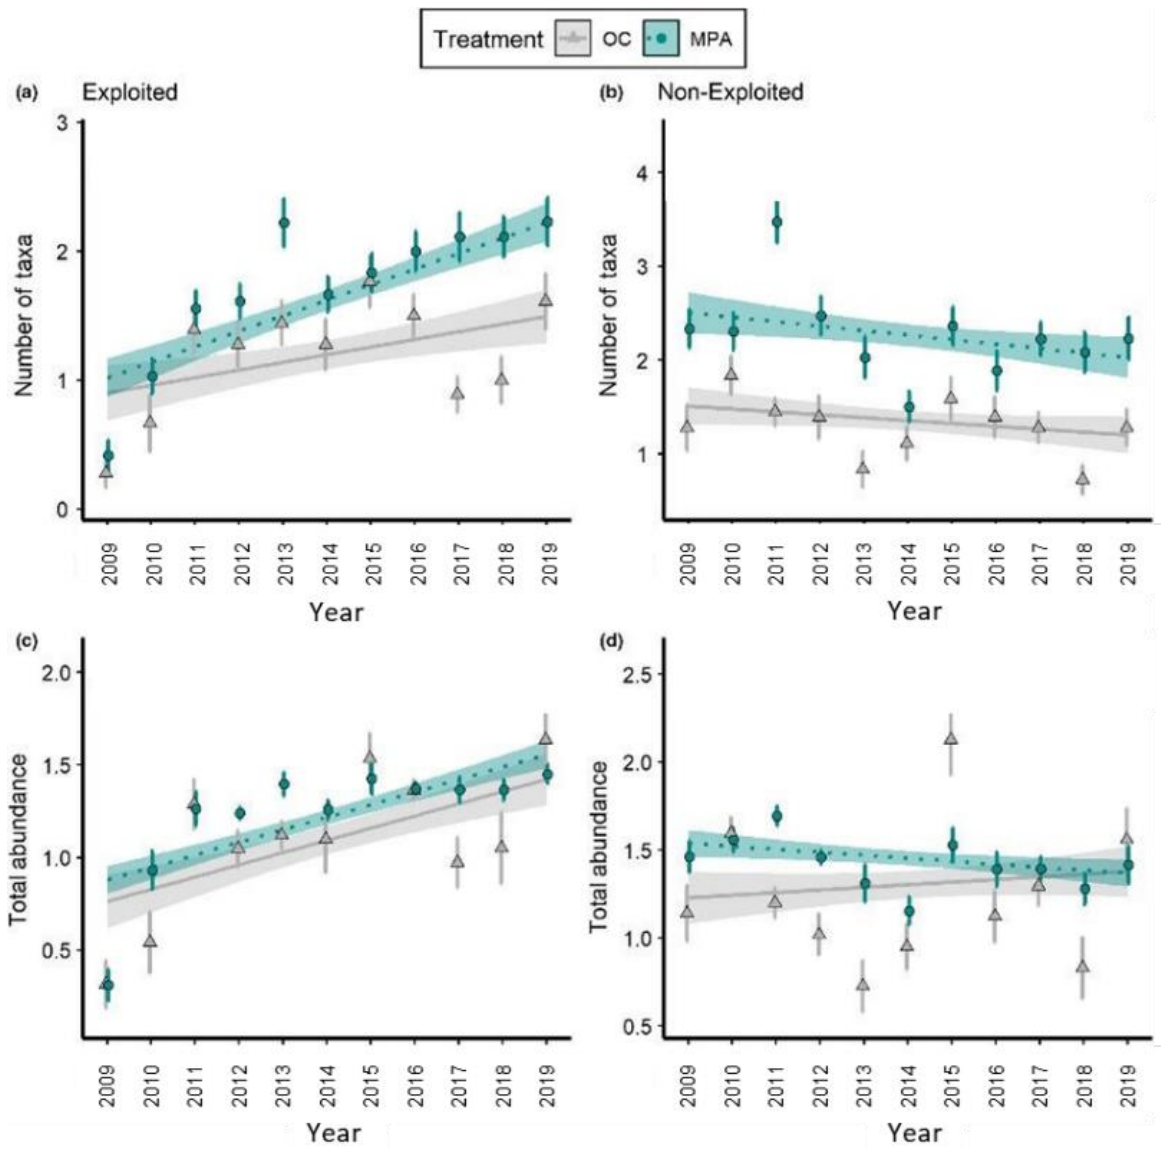 Treatment OC MPA
(a) Exploited
(b) Non-Exploited
Number of taxa
3
2
1
0
2009 2010 2011 2012 2013 2014 2015 2016 2017 2018 2019
Year
Number of taxa
4
3
2
1
2009 2010 2011 2012 2013 2014 2015 2016 2017 2018 2019
Year
(c)
Total abundance
2.0
1.5
1.0
0.5
2009 2010 2011 2012 2013 2014 2015 2016 2017 2018 2019
Year
(d)
Total abundance
2.5
2.0
1.5
1.0
0.5
2009 2010 2011 2012 2013 2014 2015 2016 2017 2018 2019
Year